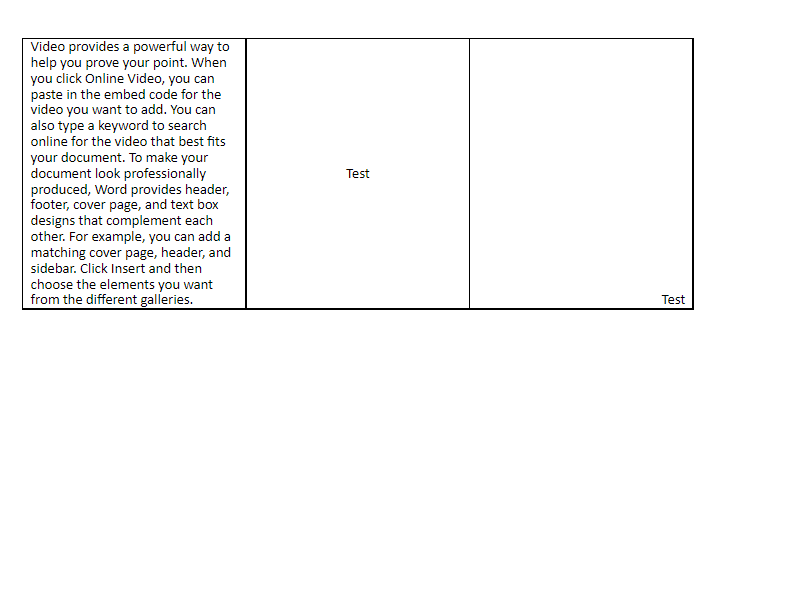 Video provides a powerful way to
help you prove your point. When
you click Online Video, you can
paste in the embed code for the
video you want to add. You can
also type a keyword to search
online for the video that best fits
your document. To make your
document look professionally
produced, Word provides header,
footer, cover page, and text box
designs that complement each
other. For example, you can add a
matching cover page, header, and
sidebar. Click Insert and then
choose the elements you want
from the different galleries.
Test
Test